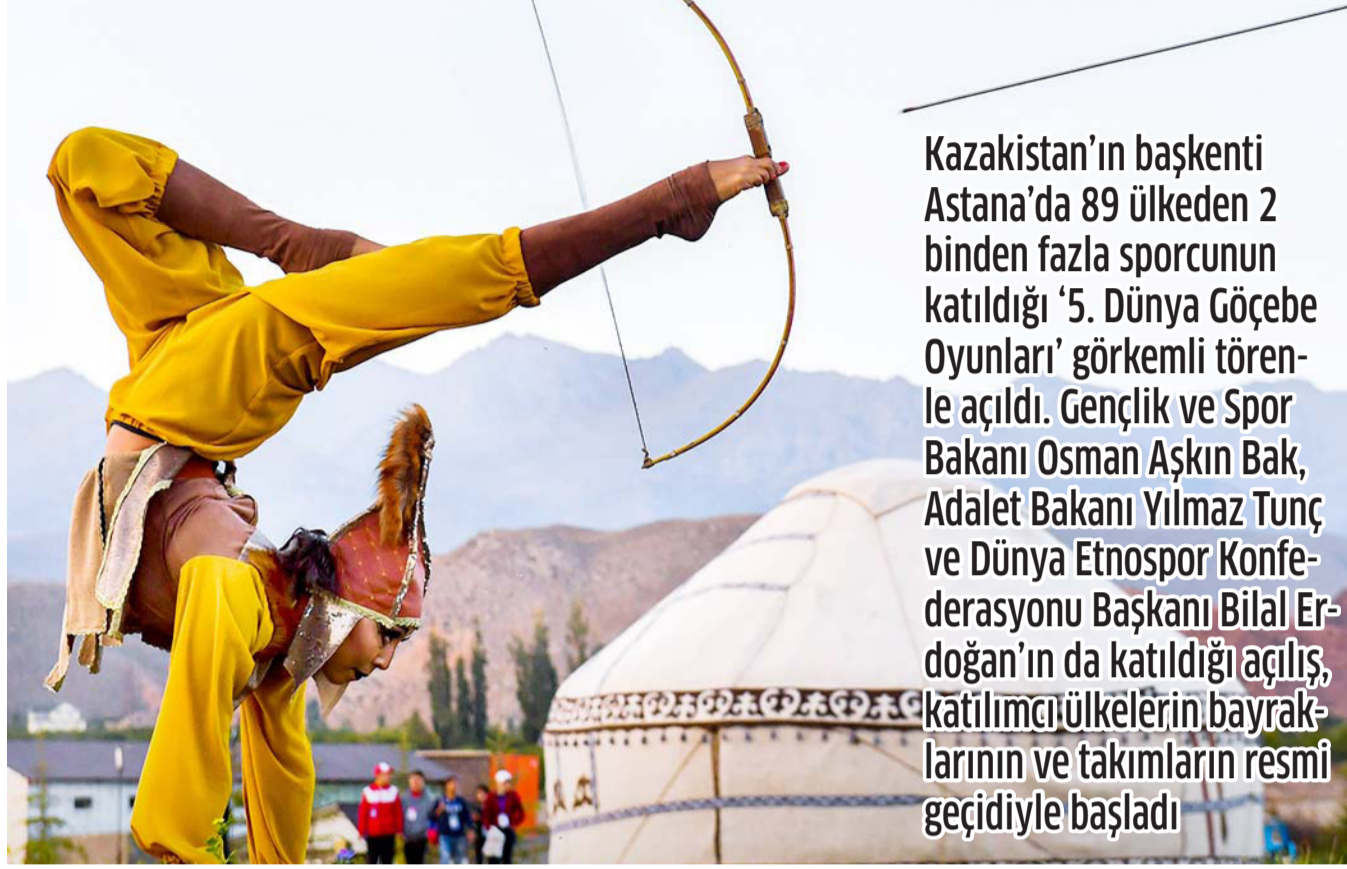 Kazakistan’ın başkenti
Astana’da 89 ülkeden 2
binden fazla sporcunun
katıldığı ‘5. Dünya Göçebe
Oyunları’ görkemli tören-
le açıldı. Gençlik ve Spor
Bakanı Osman Aşkın Bak,
Adalet Bakanı Yılmaz Tunç
ve Dünya Etnospor Konfe-
derasyonu Başkanı Bilal Er-
doğan’ın da katıldığı açılış,
katılımcı ülkelerin bayrak-
larının ve takımların resmi
geçidiyle başladı